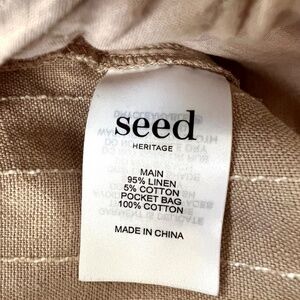 seed
HERITAGE
MAIN
95% LINEN
5% COTTON
POCKET BAG
100% COTTON
MADE IN CHINA